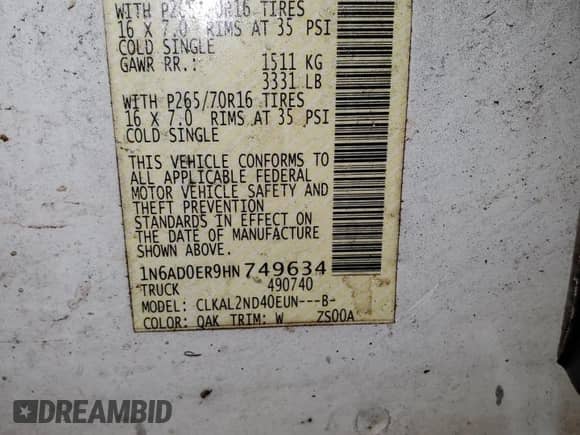 WITH P265/70R16 TIRES
16 X 7.0 RIMS AT 35 PSI
COLD SINGLE
GAWR RR.: 1511 KG
3331 LB
WITH P265/70R16 TIRES
16 X 7.0 RIMS AT 35 PSI
COLD SINGLE
THIS VEHICLE CONFORMS TO
ALL APPLICABLE FEDERAL
MOTOR VEHICLE SAFETY AND
THEFT PREVENTION
STANDARDS IN EFFECT ON
THE DATE OF MANUFACTURE
SHOWN ABOVE.
1N6AD0ER9HN749634
TRUCK 490740
MODEL: CLKAL2ND40EUN---B-
COLOR: QAK TRIM: W ZS00A
DREAMBID